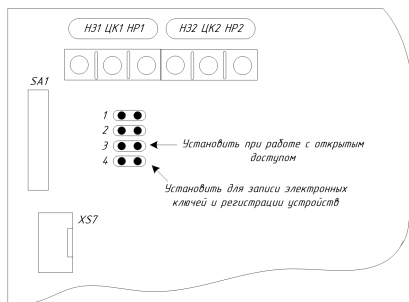 НЗ1 ЦК1 НР1
НЗ2 ЦК2 НР2
SA1
1
2
3
Установить при работе с открытым
доступом
4
Установить для записи электронных
ключей и регистрации устройств
XS7